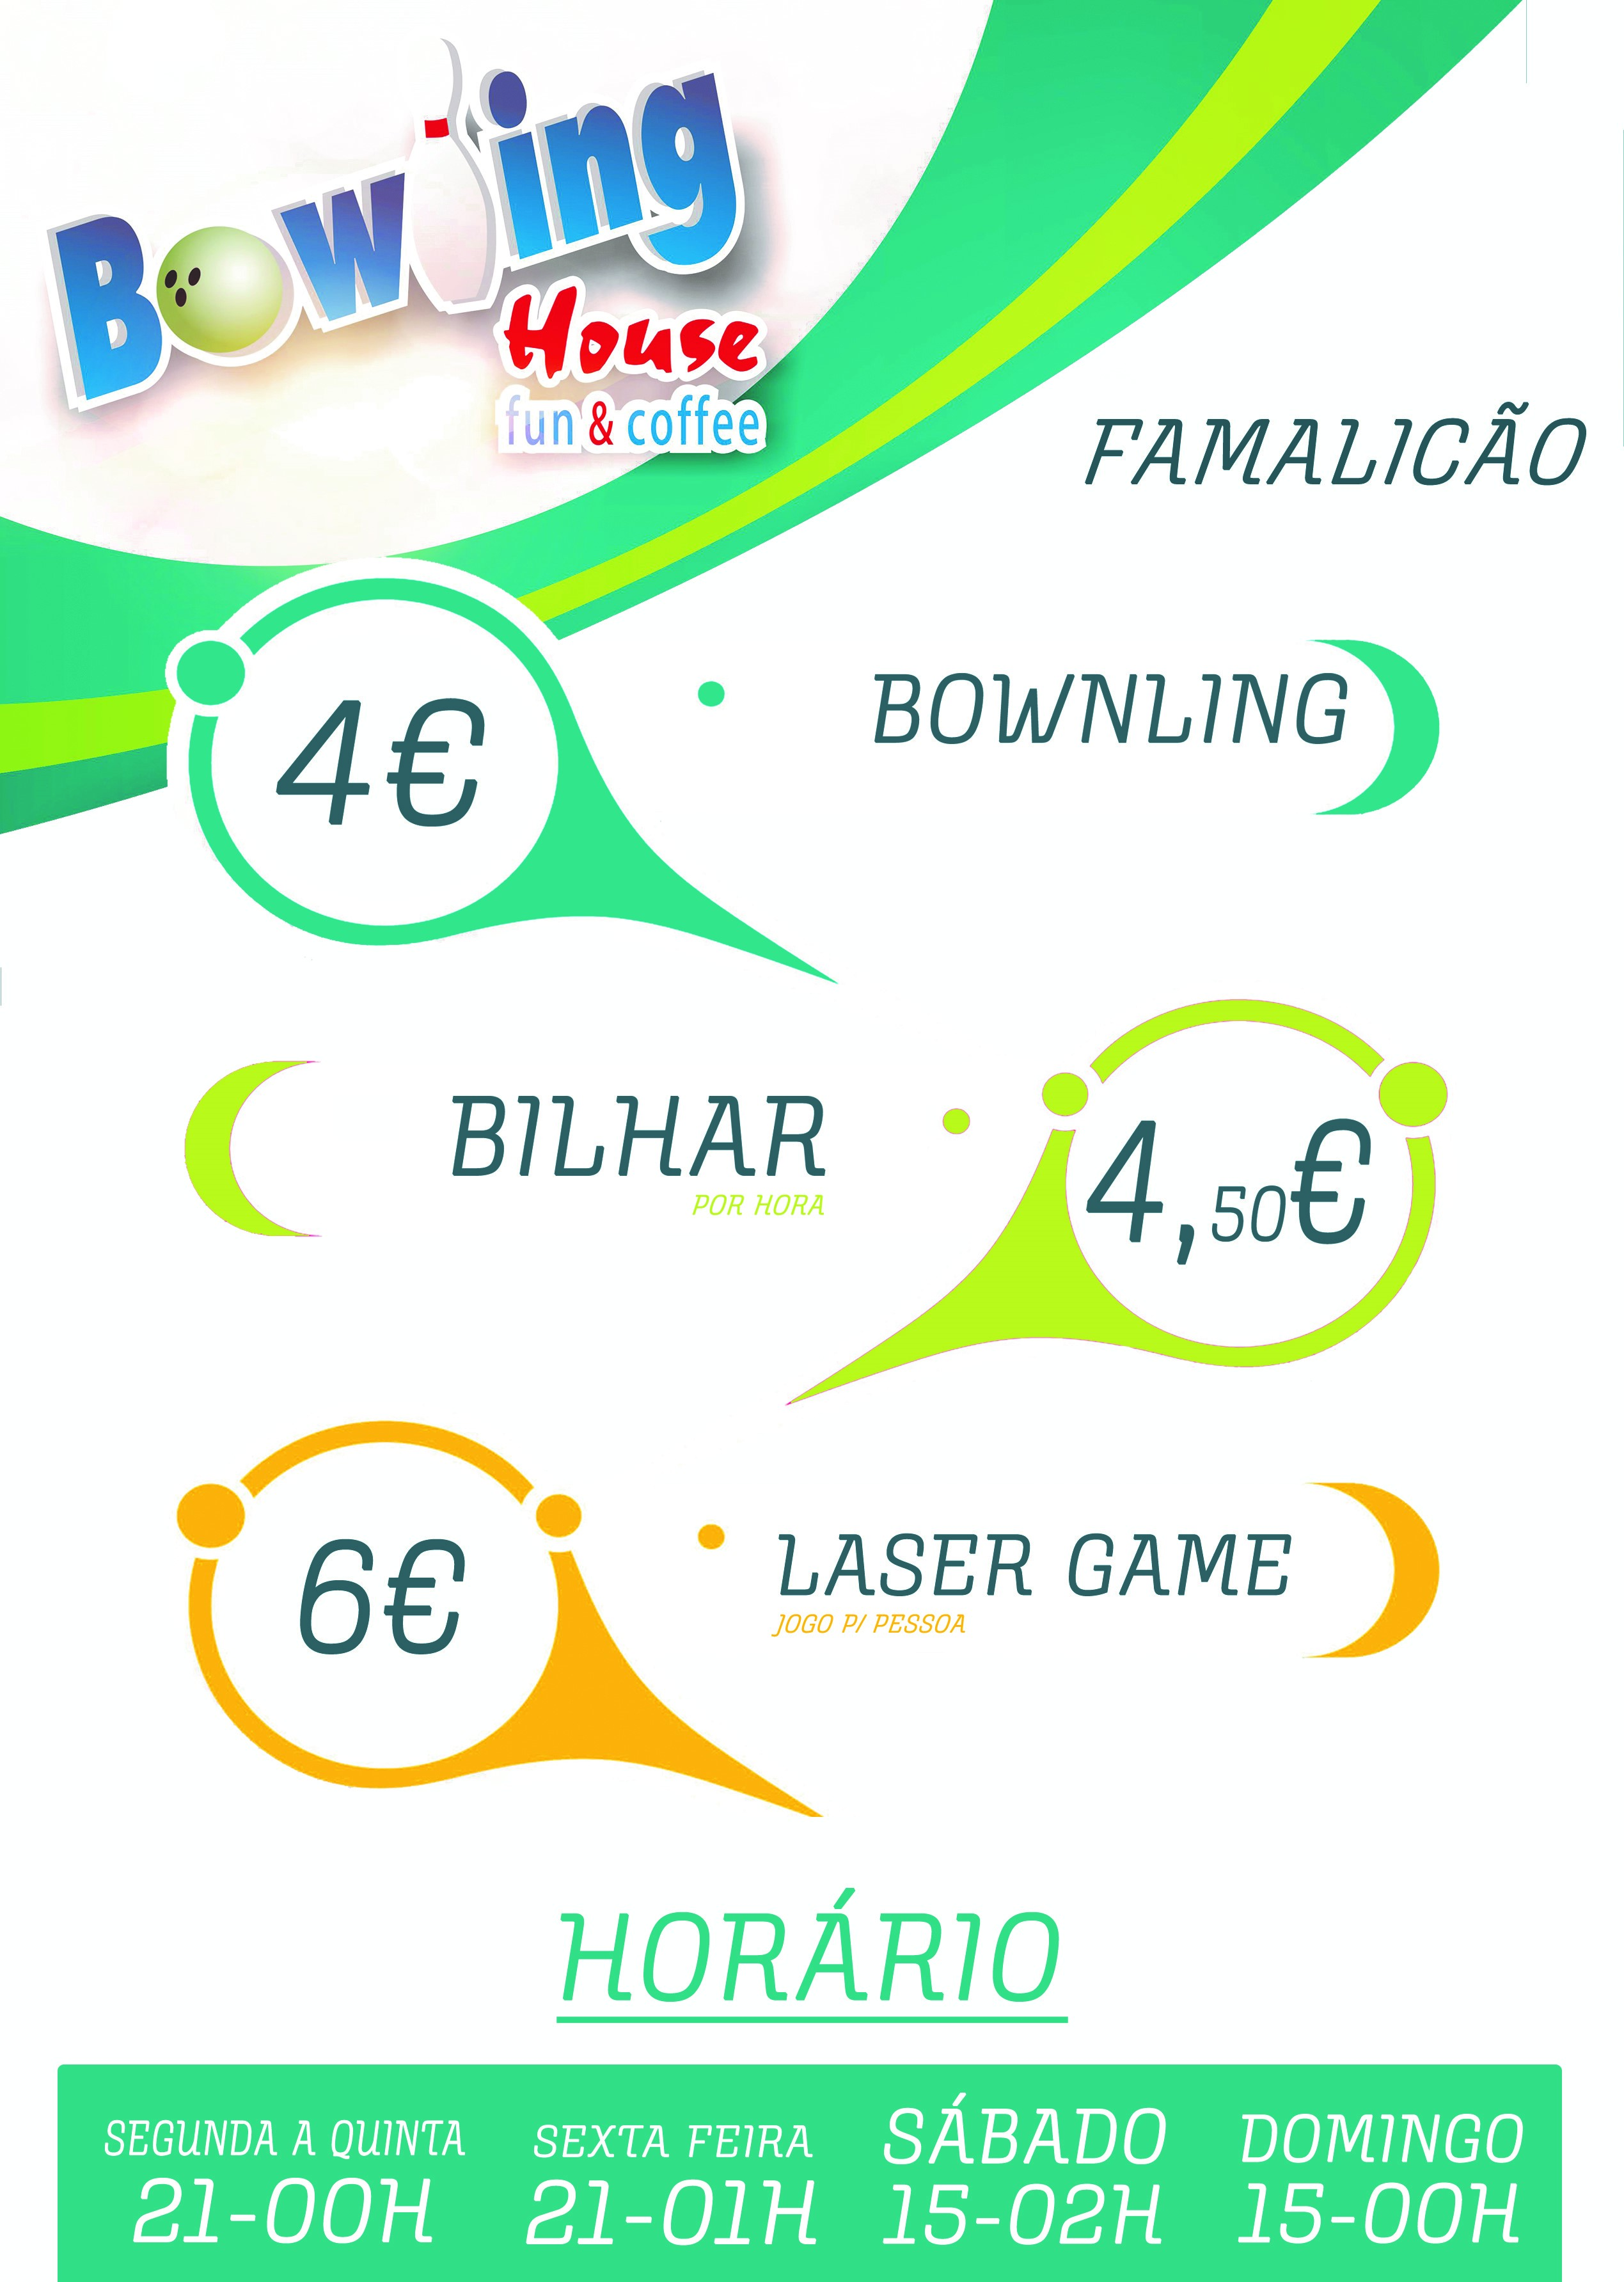 Bowling
House
fun & coffee
FAMALICÃO
4€
BOWNLING
BILHAR
POR HORA
4,50€
6€
LASER GAME
JOGO P/ PESSOA
HORÁRIO
SEGUNDA A QUINTA
21-00H
SEXTA FEIRA
21-01H
SÁBADO
15-02H
DOMINGO
15-00H